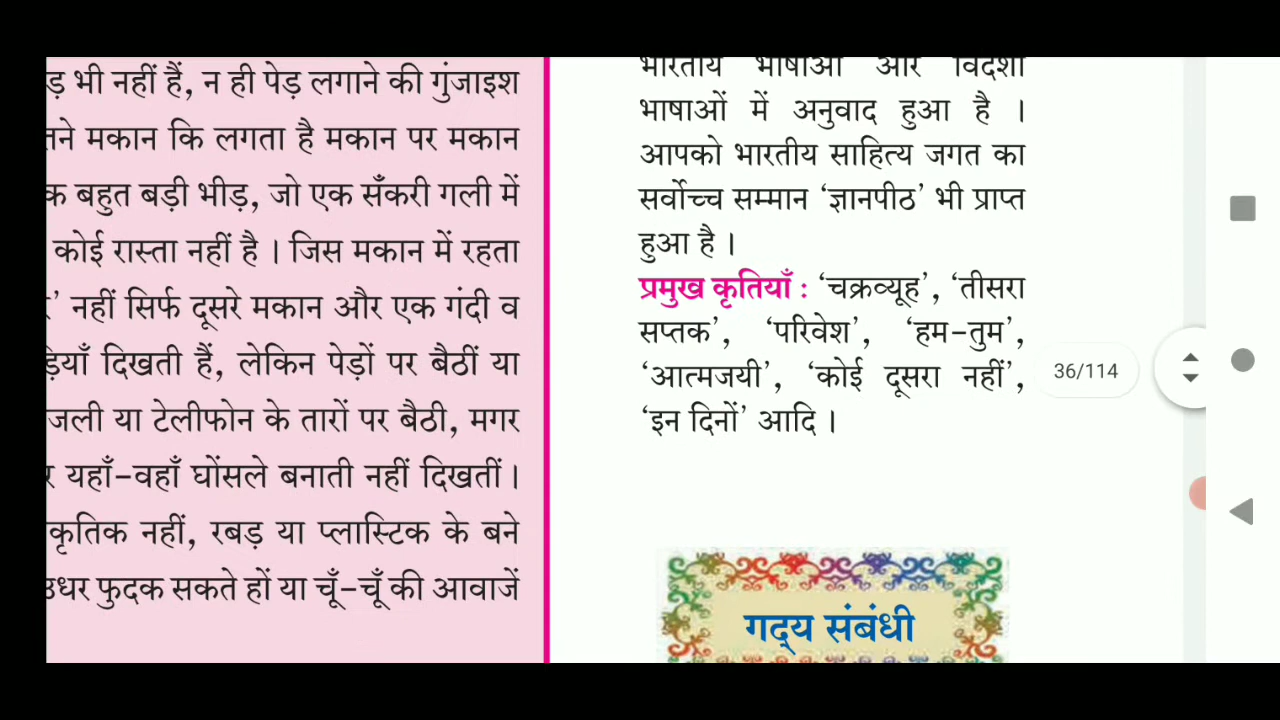 भी नहीं हैं, न ही पेड़ लगाने की गुंजाइश
मकान कि लगता है मकान पर मकान
बहुत बड़ी भीड़, जो एक सँकरी गली में
कोई रास्ता नहीं है । जिस मकान में रहता
नहीं सिर्फ दूसरे मकान और एक गंदी व
दिखती हैं, लेकिन पेड़ों पर बैठीं या
या टेलीफोन के तारों पर बैठी, मगर
यहाँ-वहाँ घोंसले बनाती नहीं दिखतीं ।
नहीं, रबड़ या प्लास्टिक के बने
फुदक सकते हों या चूँ-चूँ की आवाजें
भारतीय भाषाओं और विदेशी
भाषाओं में अनुवाद हुआ है ।
आपको भारतीय साहित्य जगत का
सर्वोच्च सम्मान ‘ज्ञानपीठ’ भी प्राप्त
हुआ है ।
प्रमुख कृतियाँ : ‘चक्रव्यूह’, ‘तीसरा
सप्तक’, ‘परिवेश’, ‘हम-तुम’,
‘आत्मजयी’, ‘कोई दूसरा नहीं’,
‘इन दिनों’ आदि ।
36/114
गद्य संबंधी